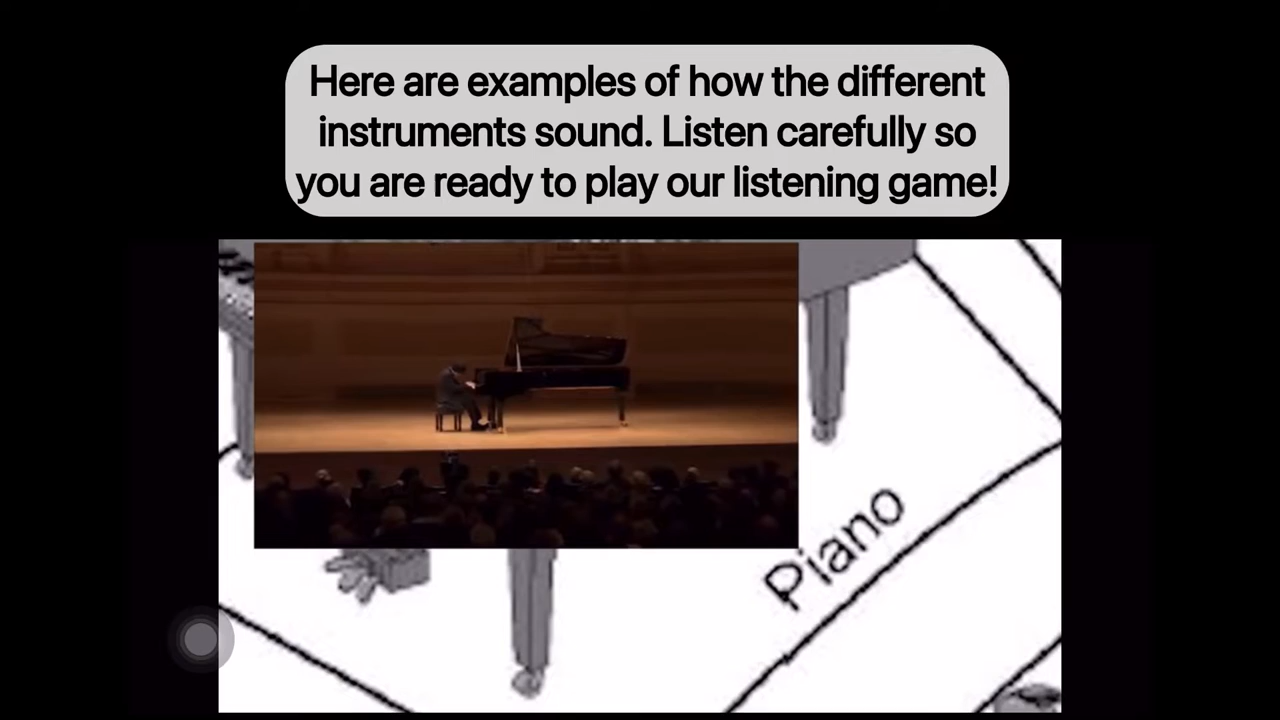 Here are examples of how the different
instruments sound. Listen carefully so
you are ready to play our listening game!
Piano